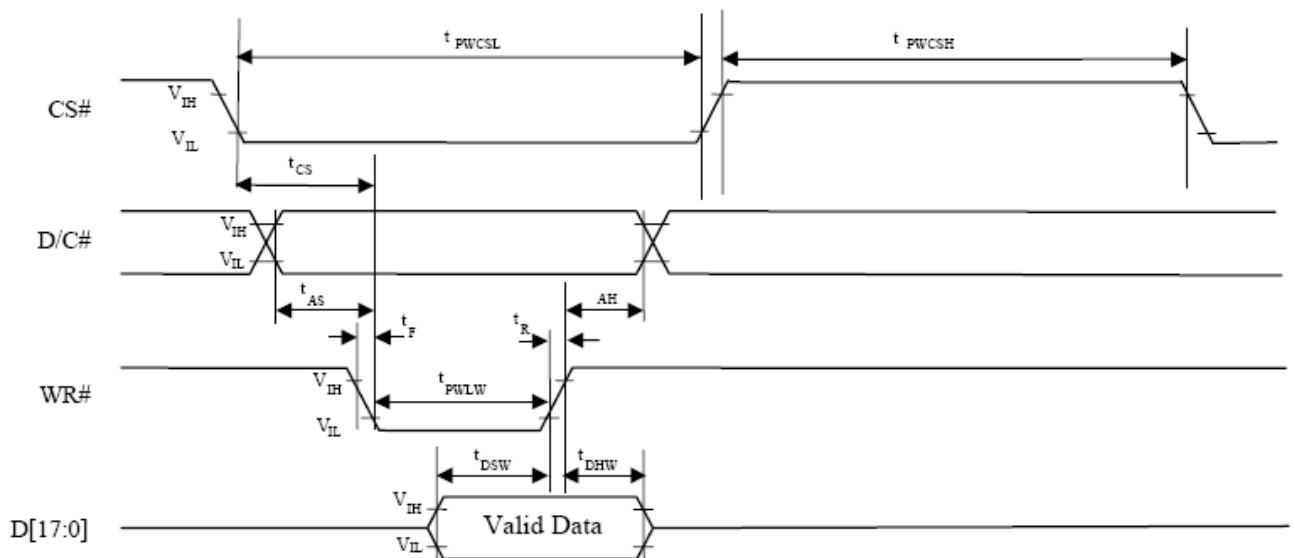 t PWCSL
t PWCSH
CS#
VIH
VIL
tCS
D/C#
VIH
VIL
tAS
AH
tF
tR
WR#
VIH
tPWLW
VIL
tDSW
tDHW
D[17:0]
VIH
Valid Data
VIL